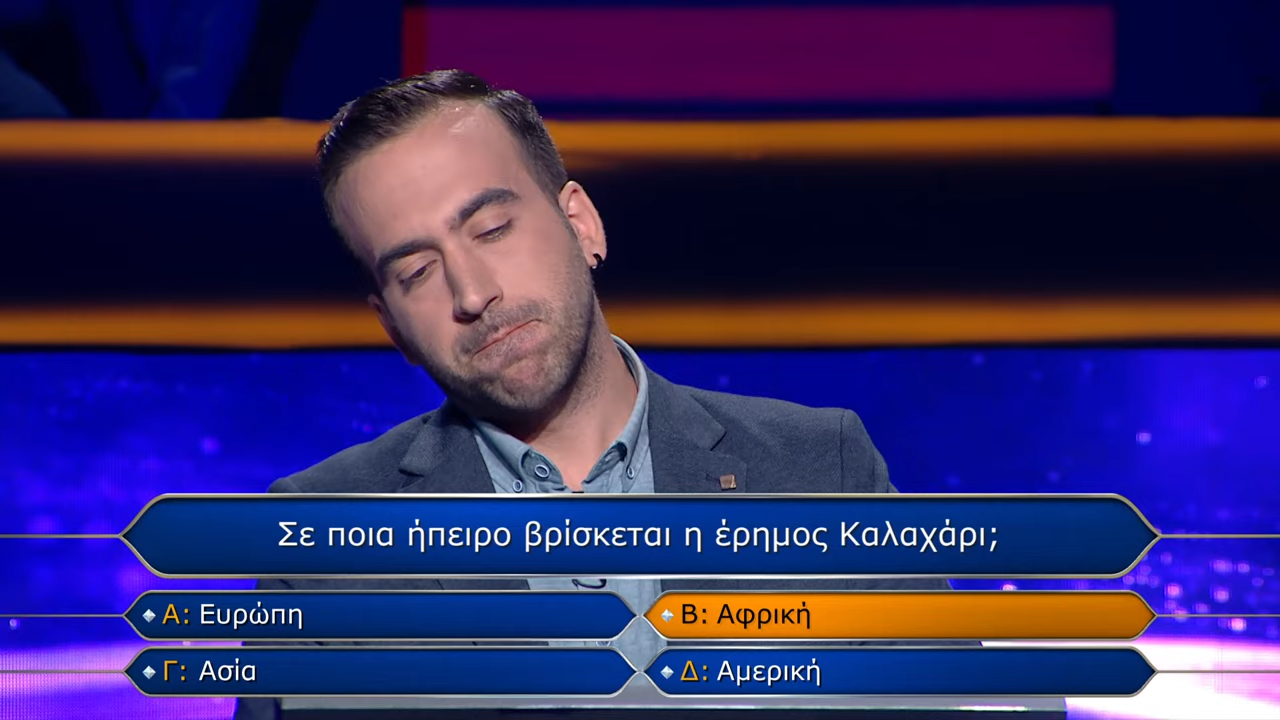 Σε ποια ήπειρο βρίσκεται η έρημος Καλαχάρι;
Α: Ευρώπη
Β: Αφρική
Γ: Ασία
Δ: Αμερική